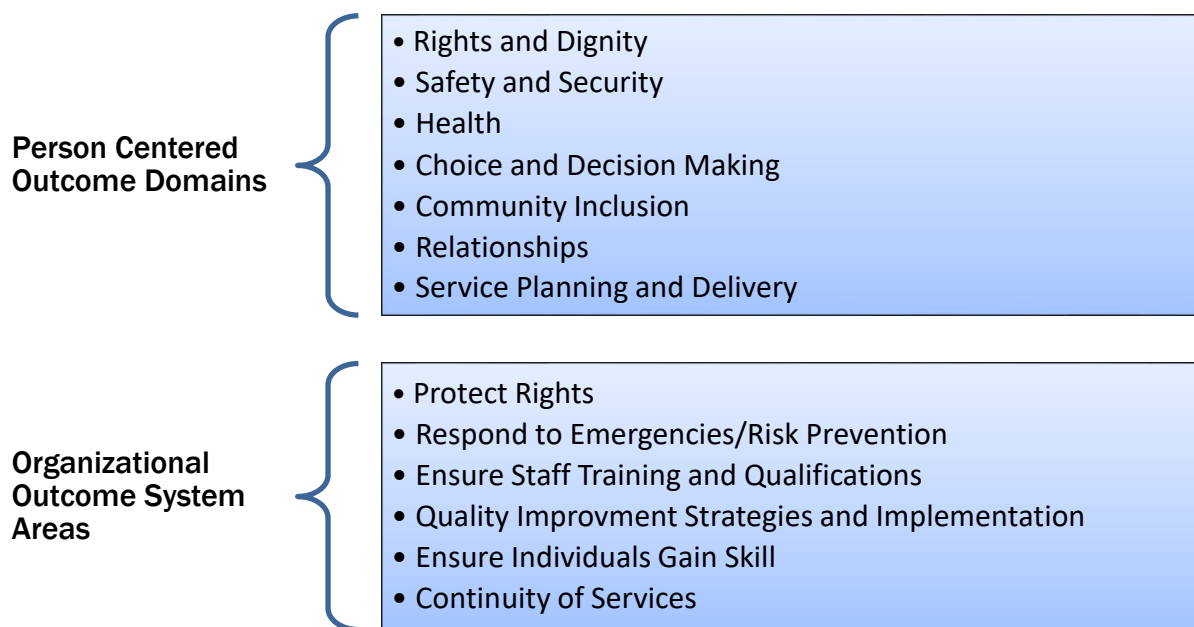 Person Centered
Outcome Domains
• Rights and Dignity
• Safety and Security
• Health
• Choice and Decision Making
• Community Inclusion
• Relationships
• Service Planning and Delivery
Organizational
Outcome System
Areas
• Protect Rights
• Respond to Emergencies/Risk Prevention
• Ensure Staff Training and Qualifications
• Quality Improvment Strategies and Implementation
• Ensure Individuals Gain Skill
• Continuity of Services